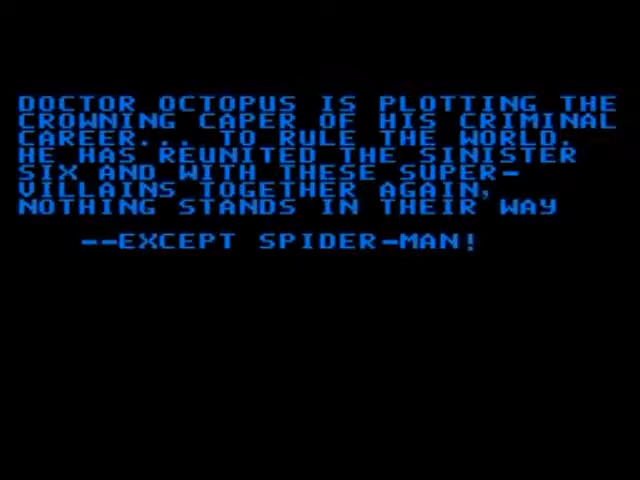 DOCTOR OCTOPUS IS PLOTTING THE
CROWNING CAPER OF HIS CRIMINAL
CAREER... TO RULE THE WORLD.
HE HAS REUNITED THE SINISTER
SIX AND WITH THESE SUPER-
VILLAINS TOGETHER AGAIN,
NOTHING STANDS IN THEIR WAY
--EXCEPT SPIDER-MAN!